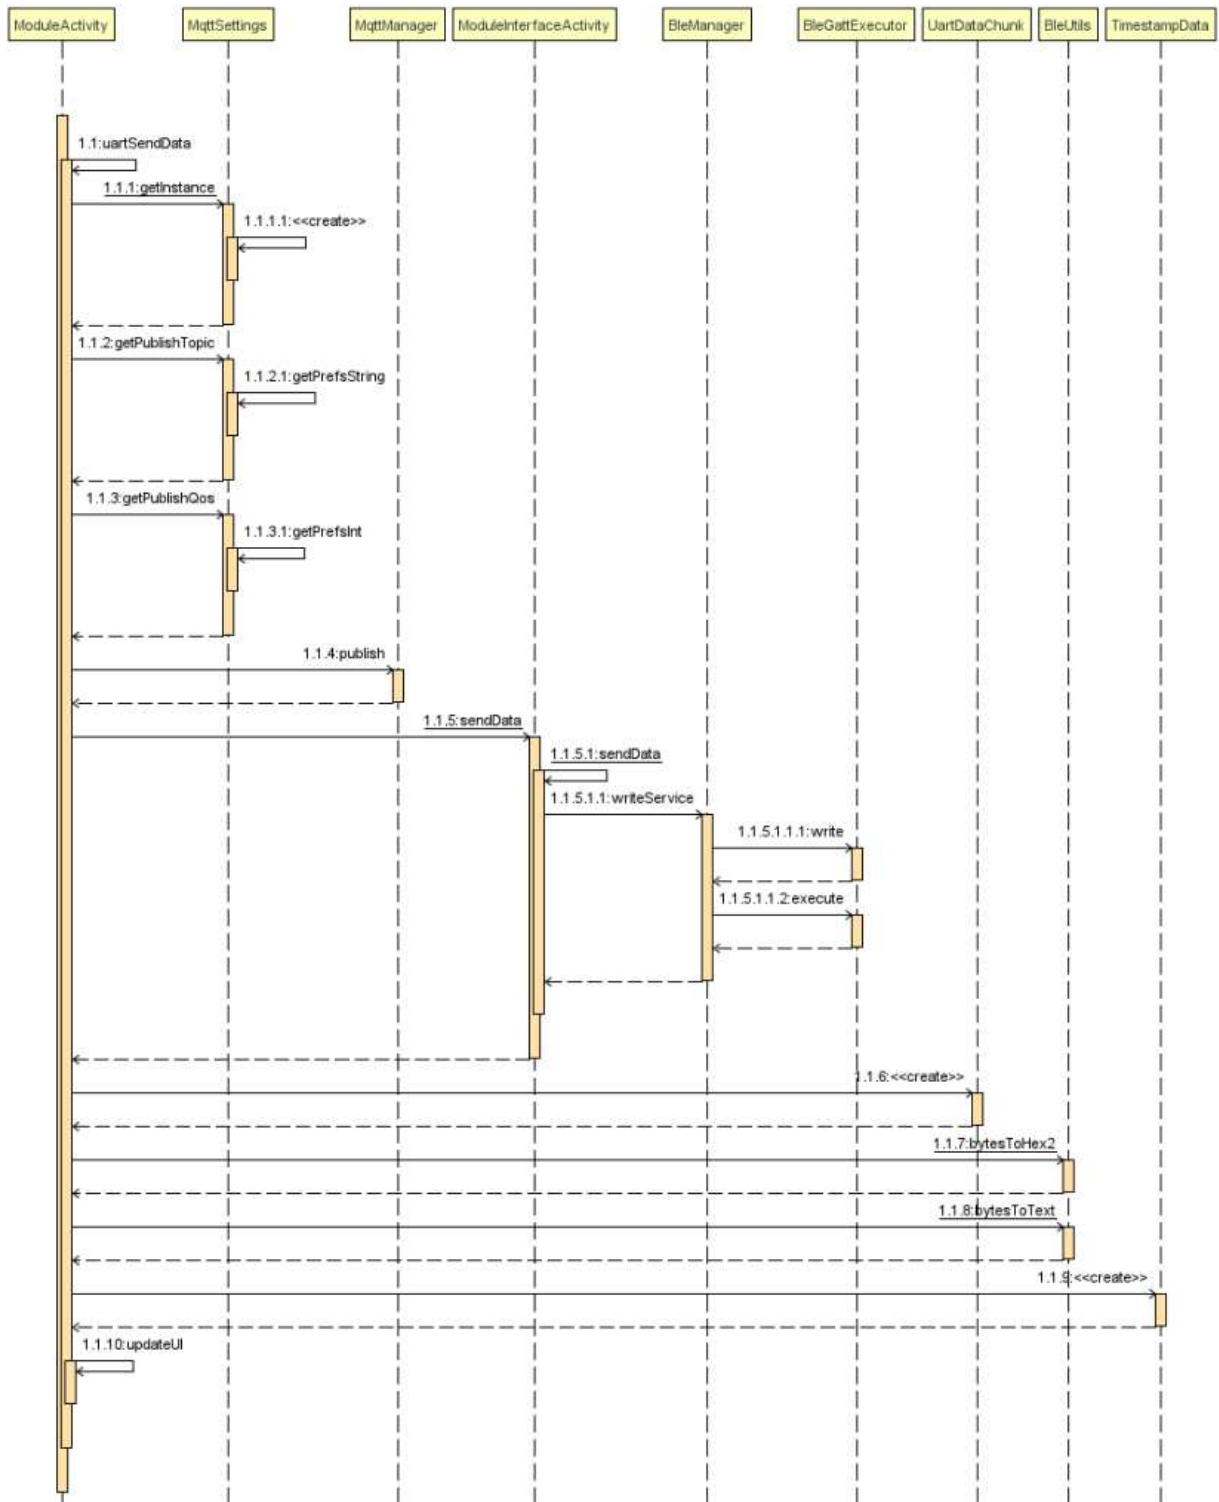 ModuleActivity MqttSettings MqttManager ModuleInterfaceActivity BleManager BleGattExecutor UartDataChunk BleUtils TimestampData
1.1:uartSendData
1.1.1:getInstance
1.1.1.1:<<create>>
1.1.2:getPublishTopic
1.1.2.1:getPrefsString
1.1.3:getPublishQos
1.1.3.1:getPrefsInt
1.1.4:publish
1.1.5:sendData
1.1.5.1:sendData
1.1.5.1.1:writeService
1.1.5.1.1.1:write
1.1.5.1.1.2:execute
1.1.6:<<create>>
1.1.7:bytesToHex2
1.1.8:bytesToText
1.1.9:<<create>>
1.1.10:updateUI